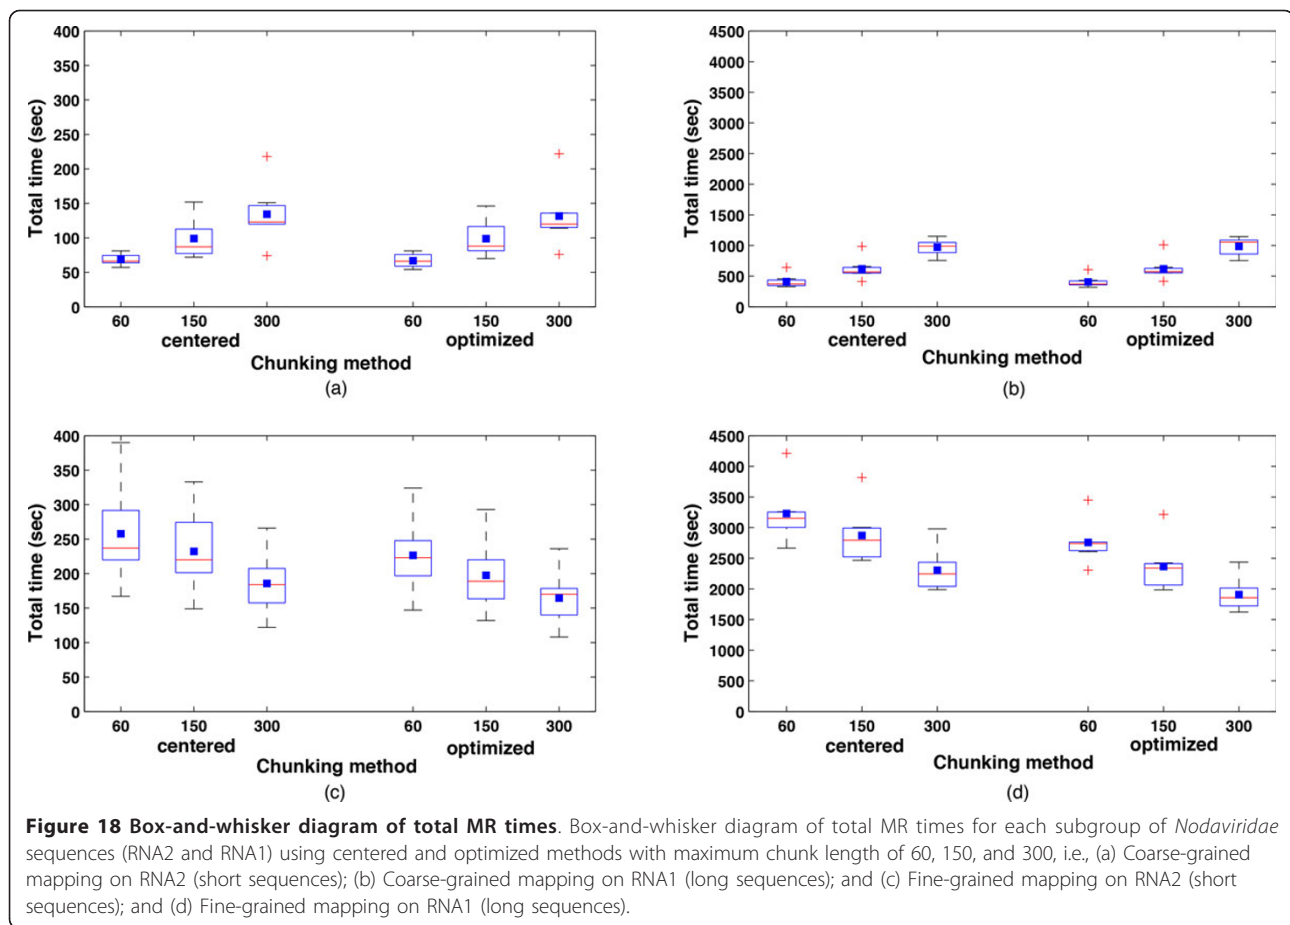 400
350
300
250
200
150
100
50
0
Total time (sec)
60 150 300 60 150 300
centered optimized
Chunking method
(a)
4500
4000
3500
3000
2500
2000
1500
1000
500
0
Total time (sec)
60 150 300 60 150 300
centered optimized
Chunking method
(b)
400
350
300
250
200
150
100
50
0
Total time (sec)
60 150 300 60 150 300
centered optimized
Chunking method
(c)
4500
4000
3500
3000
2500
2000
1500
1000
500
0
Total time (sec)
60 150 300 60 150 300
centered optimized
Chunking method
(d)
Figure 18 Box-and-whisker diagram of total MR times. Box-and-whisker diagram of total MR times for each subgroup of Nodaviridae
sequences (RNA2 and RNA1) using centered and optimized methods with maximum chunk length of 60, 150, and 300, i.e., (a) Coarse-grained
mapping on RNA2 (short sequences); (b) Coarse-grained mapping on RNA1 (long sequences); and (c) Fine-grained mapping on RNA2 (short
sequences); and (d) Fine-grained mapping on RNA1 (long sequences).